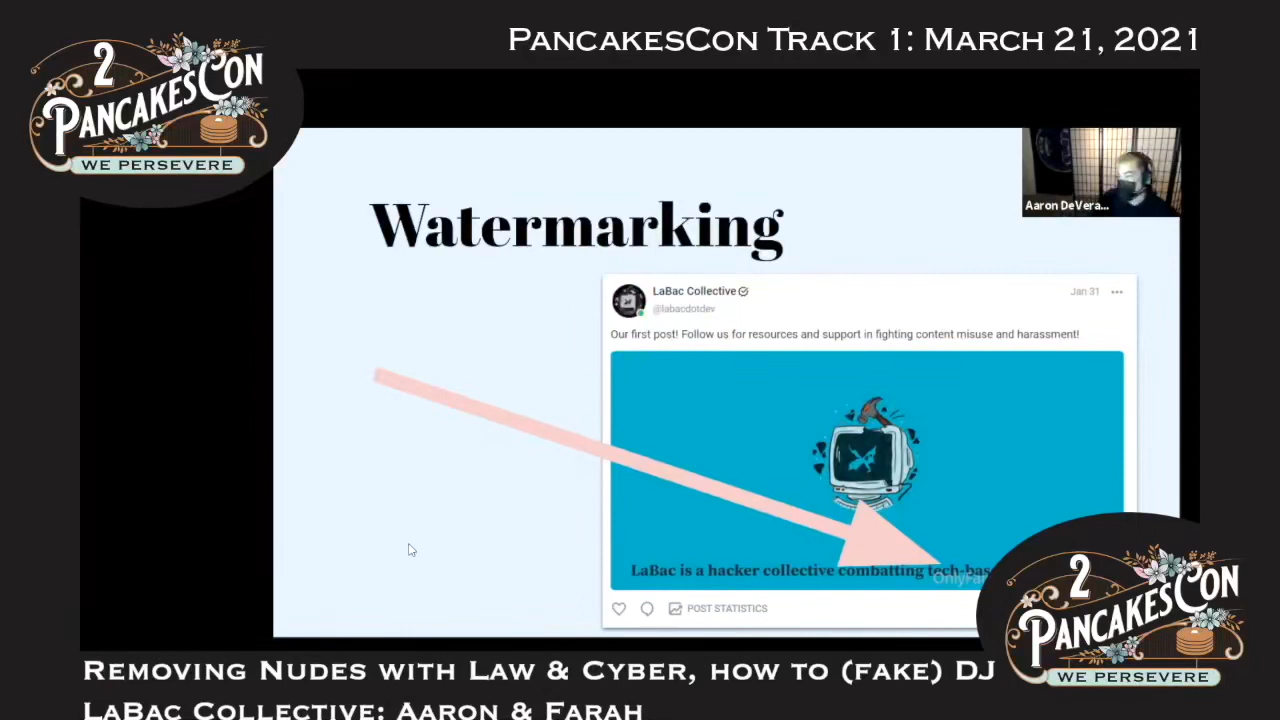 PancakesCon Track 1: March 21, 2021
2
PancakesCon
WE PERSEVERE
Aaron DeVera...
Watermarking
LaBac Collective
@labacdotdev
Jan 31
Our first post! Follow us for resources and support in fighting content misuse and harassment!
LaBac is a hacker collective combatting
POST STATISTICS
2
PancakesCon
WE PERSEVERE
Removing Nudes with Law & Cyber, how to (fake) DJ
LaBac Collective: Aaron & Farah